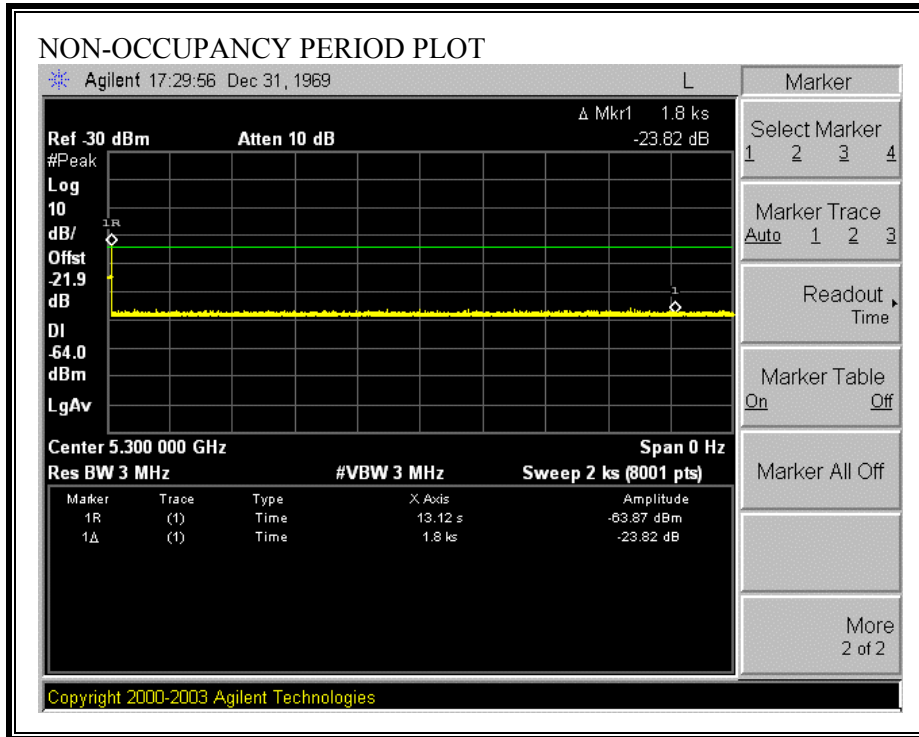 NON-OCCUPANCY PERIOD PLOT
Agilent 17:29:56 Dec 31, 1969 L
Δ Mkr1 1.8 ks
Ref -30 dBm Atten 10 dB -23.82 dB
#Peak
Log
10
dB/
Offst
-21.9
dB
DI
-64.0
dBm
LgAv
1R
1
Center 5.300 000 GHz Span 0 Hz
Res BW 3 MHz #VBW 3 MHz Sweep 2 ks (8001 pts)
Marker Trace Type X Axis Amplitude
1R (1) Time 13.12 s -63.87 dBm
1Δ (1) Time 1.8 ks -23.82 dB
Copyright 2000-2003 Agilent Technologies
Marker
Select Marker
1 2 3 4
Marker Trace
Auto 1 2 3
Readout
Time
Marker Table
On Off
Marker All Off
More
2 of 2